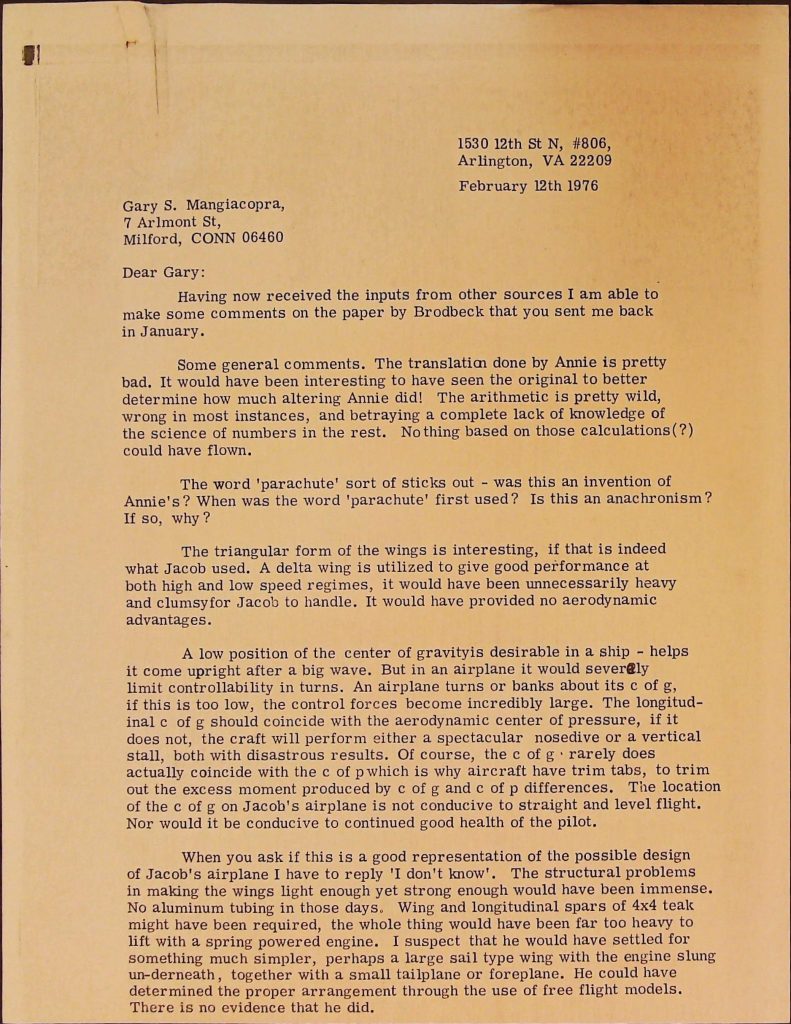 1530 12th St N, #806,
Arlington, VA 22209
February 12th 1976
Gary S. Mangiacopra,
7 Arlmont St,
Milford, CONN 06460
Dear Gary:
Having now received the inputs from other sources I am able to
make some comments on the paper by Brodbeck that you sent me back
in January.
Some general comments. The translation done by Annie is pretty
bad. It would have been interesting to have seen the original to better
determine how much altering Annie did! The arithmetic is pretty wild,
wrong in most instances, and betraying a complete lack of knowledge of
the science of numbers in the rest. Nothing based on those calculations(?)
could have flown.
The word 'parachute' sort of sticks out - was this an invention of
Annie's? When was the word 'parachute' first used? Is this an anachronism?
If so, why?
The triangular form of the wings is interesting, if that is indeed
what Jacob used. A delta wing is utilized to give good performance at
both high and low speed regimes, it would have been unnecessarily heavy
and clumsyfor Jacob to handle. It would have provided no aerodynamic
advantages.
A low position of the center of gravityis desirable in a ship - helps
it come upright after a big wave. But in an airplane it would severely
limit controllability in turns. An airplane turns or banks about its c of g,
if this is too low, the control forces become incredibly large. The longitud-
inal c of g should coincide with the aerodynamic center of pressure, if it
does not, the craft will perform either a spectacular nosedive or a vertical
stall, both with disastrous results. Of course, the c of g rarely does
actually coincide with the c of p which is why aircraft have trim tabs, to trim
out the excess moment produced by c of g and c of p differences. The location
of the c of g on Jacob's airplane is not conducive to straight and level flight.
Nor would it be conducive to continued good health of the pilot.
When you ask if this is a good representation of the possible design
of Jacob's airplane I have to reply 'I don't know'. The structural problems
in making the wings light enough yet strong enough would have been immense.
No aluminum tubing in those days. Wing and longitudinal spars of 4x4 teak
might have been required, the whole thing would have been far too heavy to
lift with a spring powered engine. I suspect that he would have settled for
something much simpler, perhaps a large sail type wing with the engine slung
un-derneath, together with a small tailplane or foreplane. He could have
determined the proper arrangement through the use of free flight models.
There is no evidence that he did.